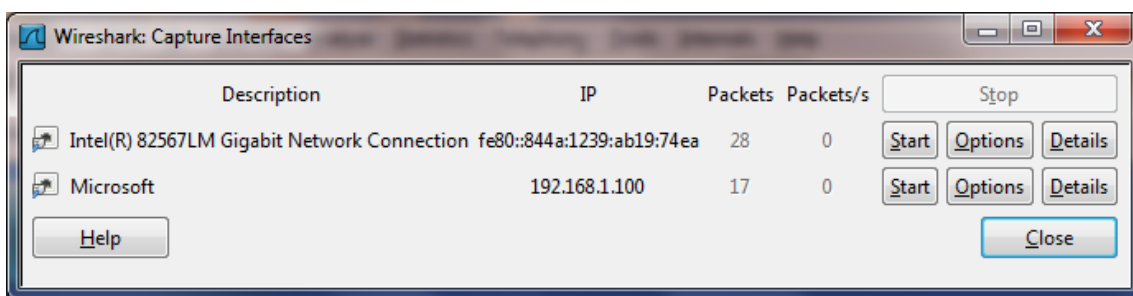 Wireshark: Capture Interfaces
Description IP Packets Packets/s Stop
Intel(R) 82567LM Gigabit Network Connection fe80::844a:1239:ab19:74ea 28 0 Start Options Details
Microsoft 192.168.1.100 17 0 Start Options Details
Help Close